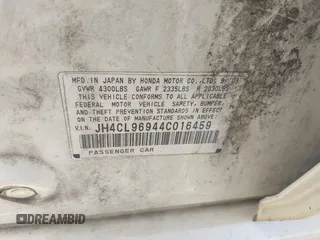 MFD. IN JAPAN BY HONDA MOTOR CO., LTD. 9/03
GVWR 4300LBS GAWR F 2335LBS R 2030LBS
THIS VEHICLE CONFORMS TO ALL APPLICABLE
FEDERAL MOTOR VEHICLE SAFETY, BUMPER,
AND THEFT PREVENTION STANDARDS IN EFFECT
ON THE DATE OF MANUFACTURE SHOWN ABOVE.
V.I.N. JH4CL96944C016459
PASSENGER CAR
DREAMBID